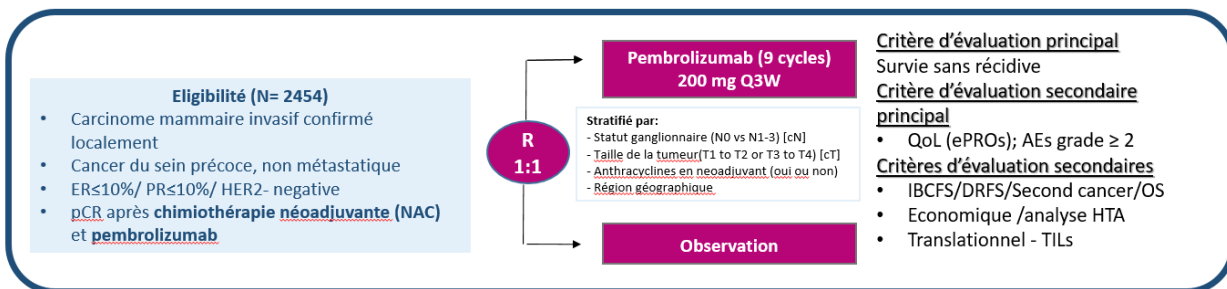 Eligibilité (N= 2454)
• Carcinome mammaire invasif confirmé
localement
• Cancer du sein précoce, non métastatique
• ER≤10%/ PR≤10%/ HER2- negative
• pCR après chimiothérapie néoadjuvante (NAC)
et pembrolizumab
R
1:1
Pembrolizumab (9 cycles)
200 mg Q3W
Stratifié par:
- Statut ganglionnaire (N0 vs N1-3) [cN]
- Taille de la tumeur(T1 to T2 or T3 to T4) [cT]
- Anthracyclines en neoadjuvant (oui ou non)
- Région géographique
Observation
Critère d’évaluation principal
Survie sans récidive
Critère d’évaluation secondaire
principal
• QoL (ePROs); AEs grade ≥ 2
Critères d’évaluation secondaires
• IBCFS/DRFS/Second cancer/OS
• Economique /analyse HTA
• Translationnel - TILs